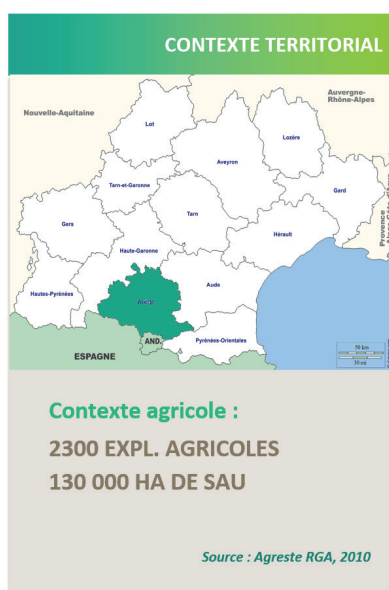 CONTEXTE TERRITORIAL
Auvergne-
Rhône-Alpes
Nouvelle-Aquitaine
Lot
Lozère
Aveyron
Tarn-et-Garonne
Gard
Tarn
Gers
Provence
Hérault
Haute-Garonne
Aude
Hautes-Pyrénées
Ariège
AND.
Pyrénées-Orientales
ESPAGNE
50 km
30 mi
Contexte agricole :
2300 EXPL. AGRICOLES
130 000 HA DE SAU
Source : Agreste RGA, 2010